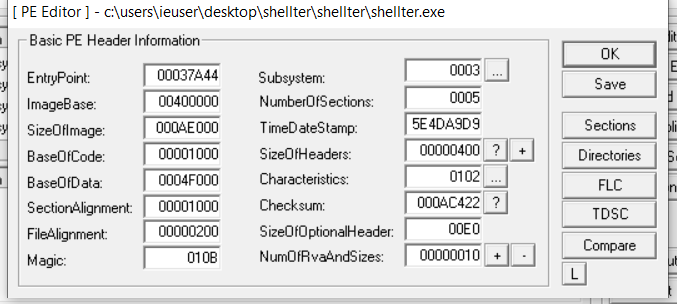 [ PE Editor ] - c:\users\ieuser\desktop\shellter\shellter\shellter.exe
Basic PE Header Information
EntryPoint: 00037A44
ImageBase: 00400000
SizeOfImage: 000AE000
BaseOfCode: 00001000
BaseOfData: 0004F000
SectionAlignment: 00001000
FileAlignment: 00000200
Magic: 010B
Subsystem: 0003 ...
NumberOfSections: 0005
TimeDateStamp: 5E4DA9D9
SizeOfHeaders: 00000400 ? +
Characteristics: 0102 ...
Checksum: 000AC422 ?
SizeOfOptionalHeader: 00E0
NumOfRvaAndSizes: 00000010 + -
OK
Save
Sections
Directories
FLC
TDSC
Compare
L